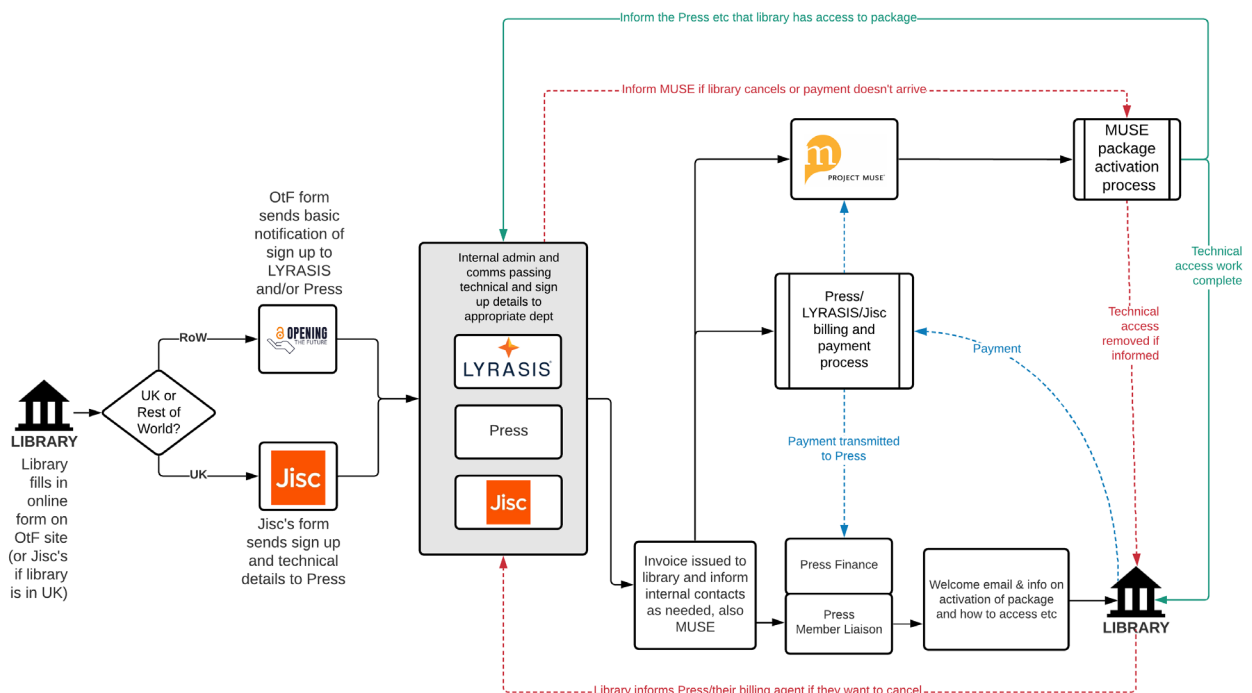 Inform the Press etc that library has access to package
Inform MUSE if library cancels or payment doesn't arrive
m
PROJECT MUSE
MUSE
package
activation
process
OtF form
sends basic
notification of
sign up to
LYRASIS
and/or Press
OPENING
THE FUTURE
RoW
UK or
Rest of
World?
LIBRARY
Library
fills in
online
form on
OtF site
(or Jisc's
if library
is in UK)
UK
Jisc
Jisc's form
sends sign up
and technical
details to Press
Internal admin and
comms passing
technical and sign
up details to
appropriate dept
LYRASIS
Press
Jisc
Press/
LYRASIS/Jisc
billing and
payment
process
Technical
access work
complete
Technical
access
removed if
informed
Payment
Payment transmitted
to Press
Invoice issued to
library and inform
internal contacts
as needed, also
MUSE
Press Finance
Press
Member Liaison
Welcome email & info on
activation of package
and how to access etc
LIBRARY
Library informs Press/their billing agent if they want to cancel